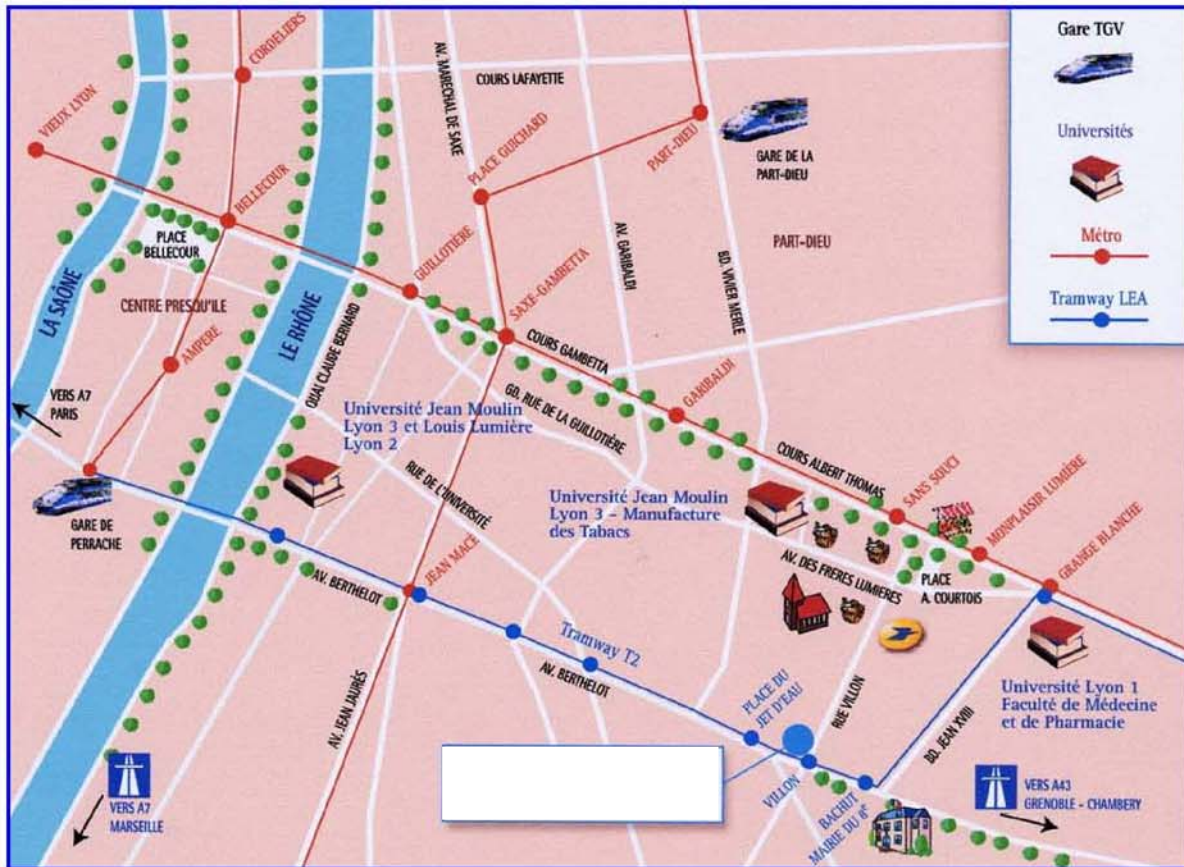 CORDELIERS
VIEUX LYON
BELLECOUR
PLACE
BELLECOUR
LA SAÔNE
CENTRE PRESQU'ILE
AMPERE
LE RHÔNE
QUAI CLAUDE BERNARD
VERS A7
PARIS
GARE DE
PERRACHE
AV. MARECHAL DE SAXE
COURS LAFAYETTE
PLACE GUICHARD
PART-DIEU
GARE DE LA
PART-DIEU
PART-DIEU
AV. GARIBALDI
BD. VIVIER MERLE
GUILLOTIÈRE
SAXE-GAMBETTA
COURS GAMBETTA
GD. RUE DE LA GUILLOTIÈRE
GARIBALDI
COURS ALBERT THOMAS
SANS SOUCI
MONPLAISIR LUMIÈRE
GRANGE BLANCHE
Université Jean Moulin
Lyon 3 et Louis Lumière
Lyon 2
RUE DE L'UNIVERSITÉ
Université Jean Moulin
Lyon 3 – Manufacture
des Tabacs
AV. DES FRERES LUMIERES
PLACE
A. COURTOIS
JEAN MACÉ
AV. BERTHELOT
Tramway T2
AV. BERTHELOT
AV. JEAN JAURÉS
PLACE DU
JET D'EAU
RUE VILLON
VILLON
BACHUT
MAIRIE DU 8e
BD. JEAN XVIII
Université Lyon 1
Faculté de Médecine
et de Pharmacie
VERS A7
MARSEILLE
VERS A43
GRENOBLE - CHAMBERY
Gare TGV
Universités
Métro
Tramway LEA